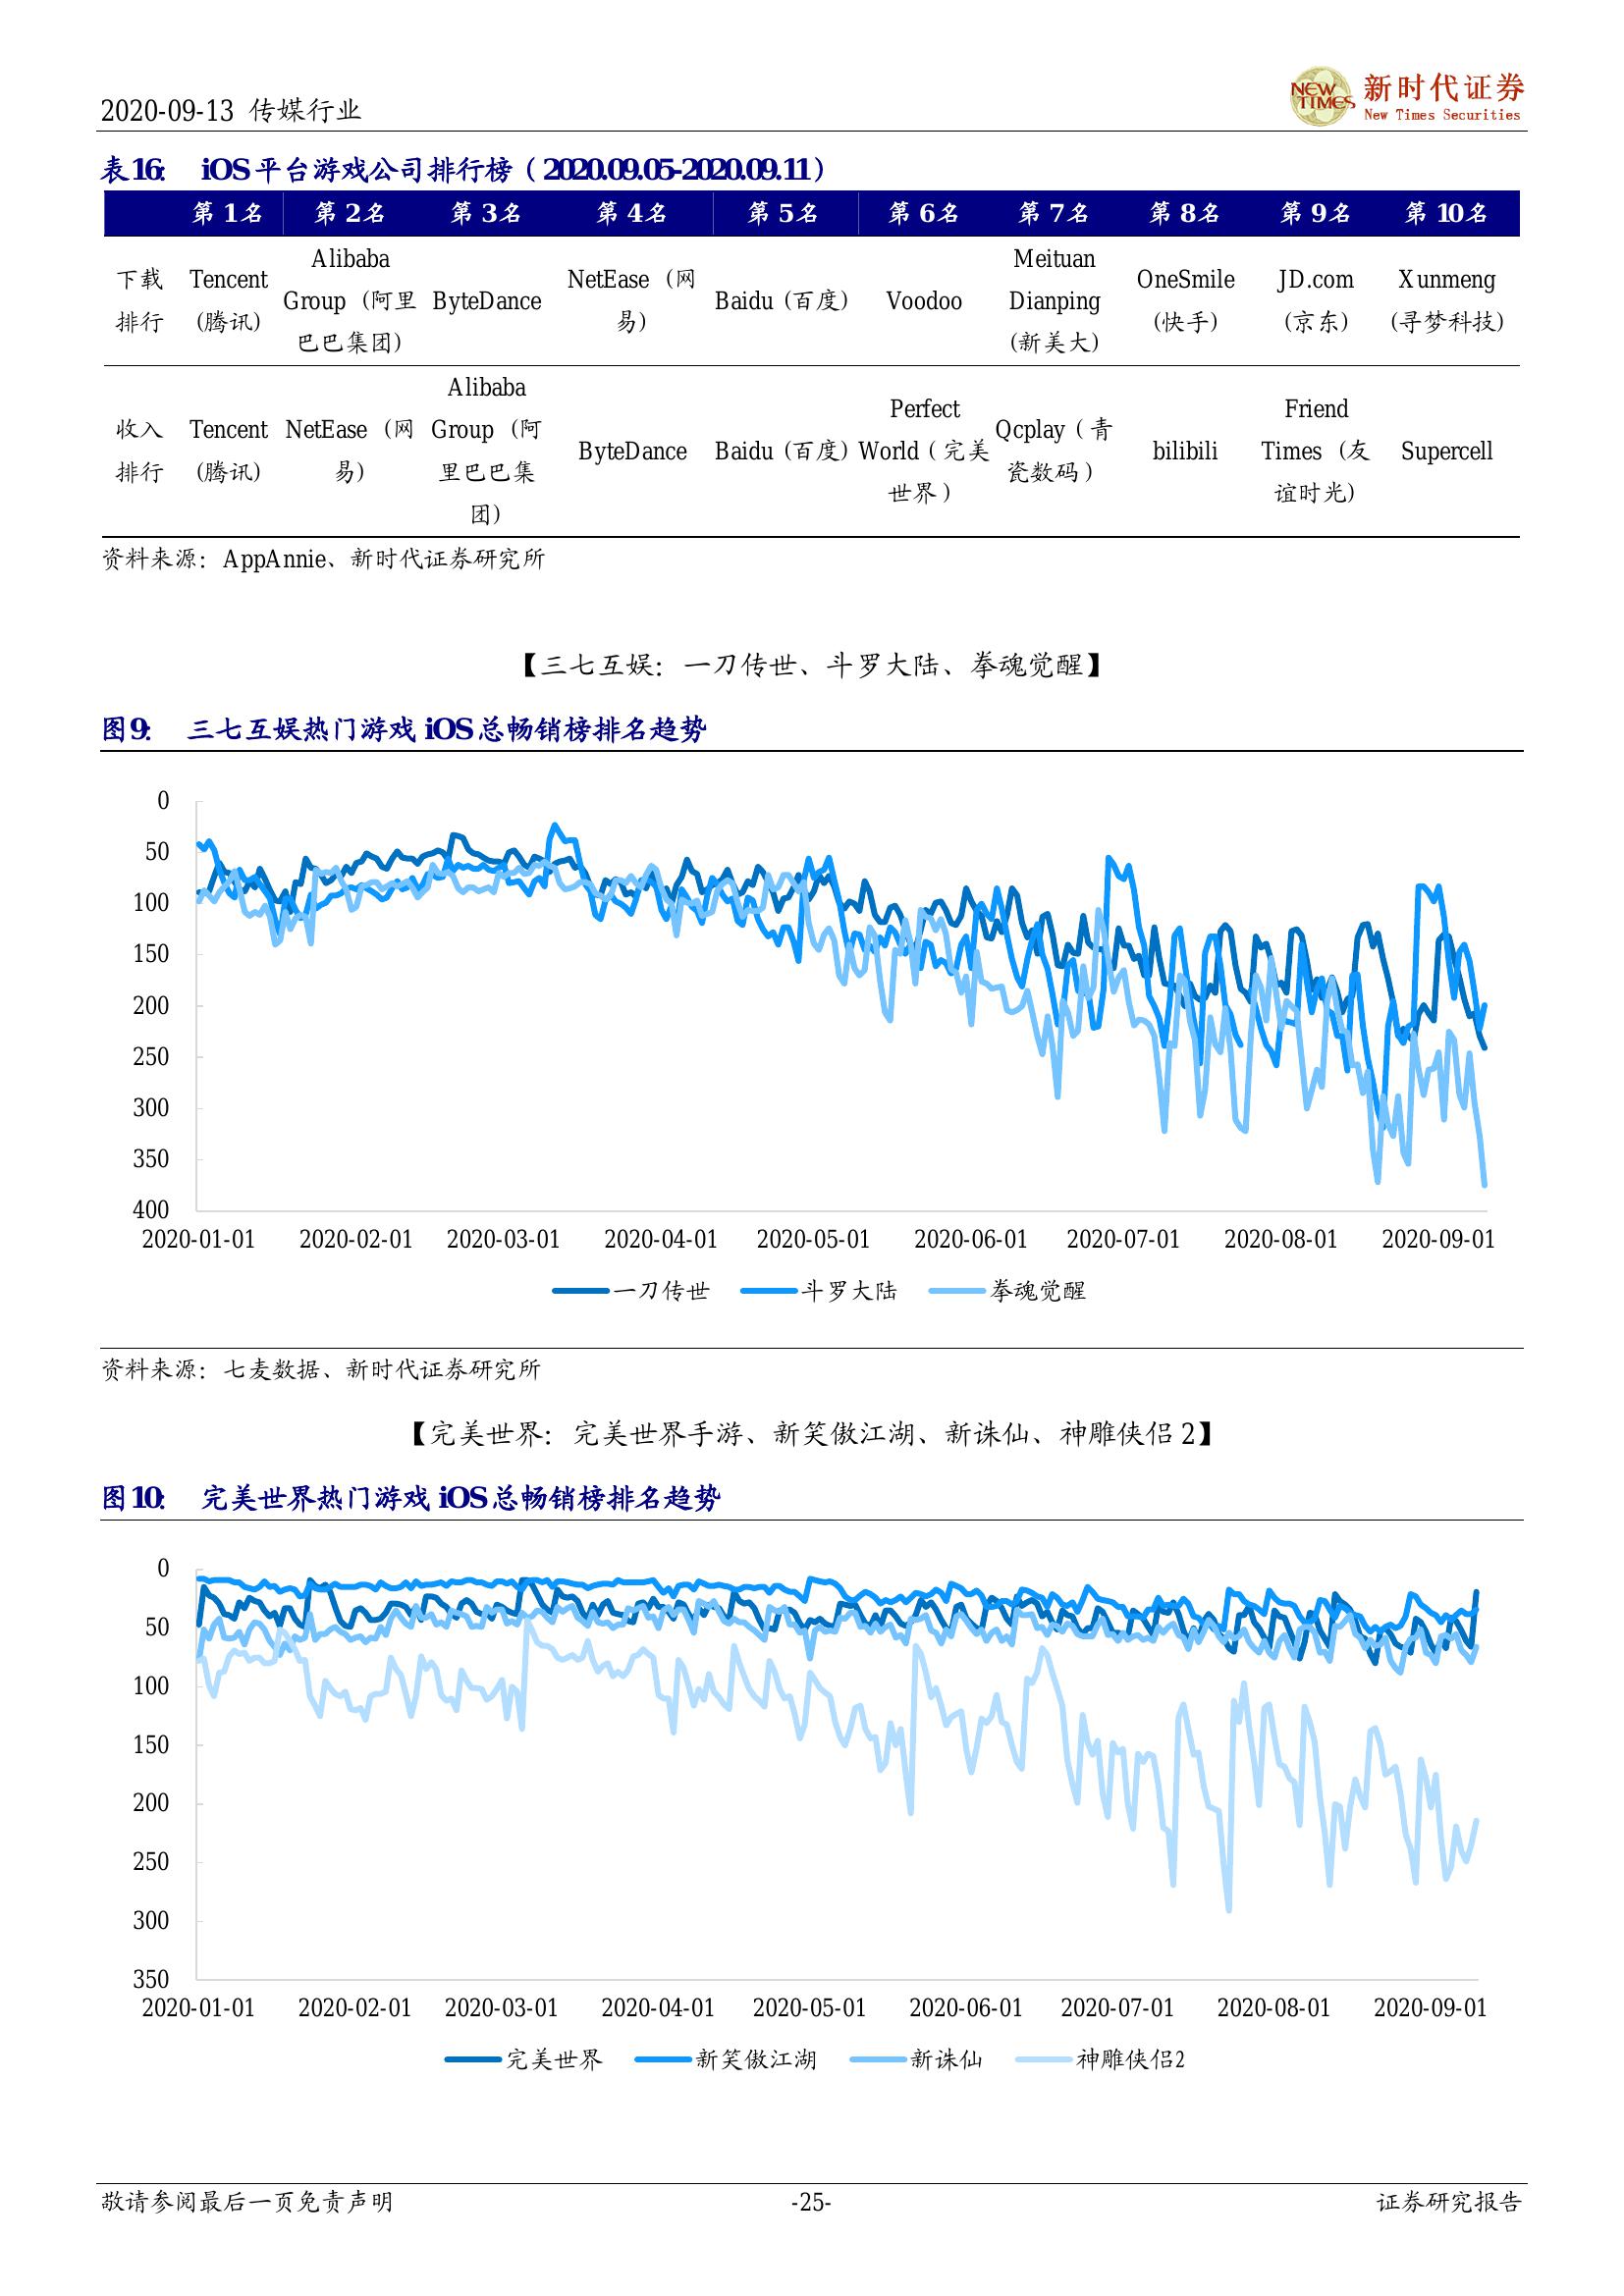 2020-09-13 传媒行业
NEW TIMES 新时代证券
New Times Securities
表16： iOS 平台游戏公司排行榜（2020.09.05-2020.09.11）
第 1名 第 2名 第 3名 第 4名 第 5名 第 6名 第 7名 第 8名 第 9名 第 10名
下载排行 Tencent (腾讯) Alibaba Group (阿里巴巴集团) ByteDance NetEase (网易) Baidu (百度) Voodoo Meituan Dianping (新美大) OneSmile (快手) JD.com (京东) Xunmeng (寻梦科技)
收入排行 Tencent (腾讯) NetEase (网易) Alibaba Group (阿里巴巴集团) ByteDance Baidu (百度) Perfect World（完美世界） Qcplay（青瓷数码） bilibili Friend Times (友谊时光) Supercell
资料来源：AppAnnie、新时代证券研究所
【三七互娱：一刀传世、斗罗大陆、拳魂觉醒】
图9： 三七互娱热门游戏 iOS 总畅销榜排名趋势
0
50
100
150
200
250
300
350
400
2020-01-01 2020-02-01 2020-03-01 2020-04-01 2020-05-01 2020-06-01 2020-07-01 2020-08-01 2020-09-01
一刀传世 斗罗大陆 拳魂觉醒
资料来源：七麦数据、新时代证券研究所
【完美世界：完美世界手游、新笑傲江湖、新诛仙、神雕侠侣 2】
图10： 完美世界热门游戏 iOS 总畅销榜排名趋势
0
50
100
150
200
250
300
350
2020-01-01 2020-02-01 2020-03-01 2020-04-01 2020-05-01 2020-06-01 2020-07-01 2020-08-01 2020-09-01
完美世界 新笑傲江湖 新诛仙 神雕侠侣2
敬请参阅最后一页免责声明 -25- 证券研究报告